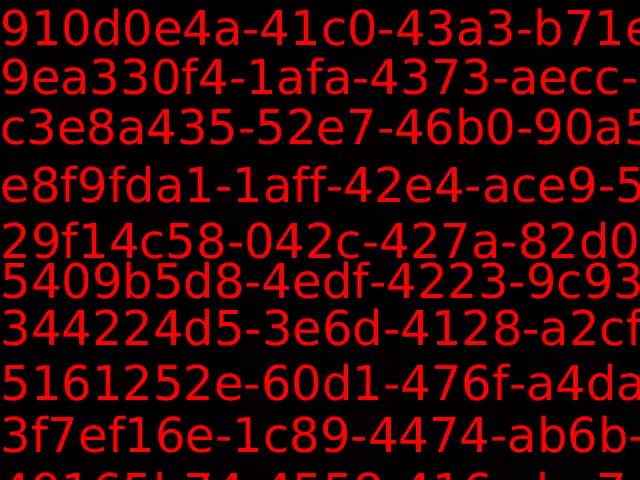 910d0e4a-41c0-43a3-b71e
9ea330f4-1afa-4373-aecc-
c3e8a435-52e7-46b0-90a5
e8f9fda1-1aff-42e4-ace9-5
29f14c58-042c-427a-82d0
5409b5d8-4edf-4223-9c93
344224d5-3e6d-4128-a2cf
5161252e-60d1-476f-a4da
3f7ef16e-1c89-4474-ab6b-